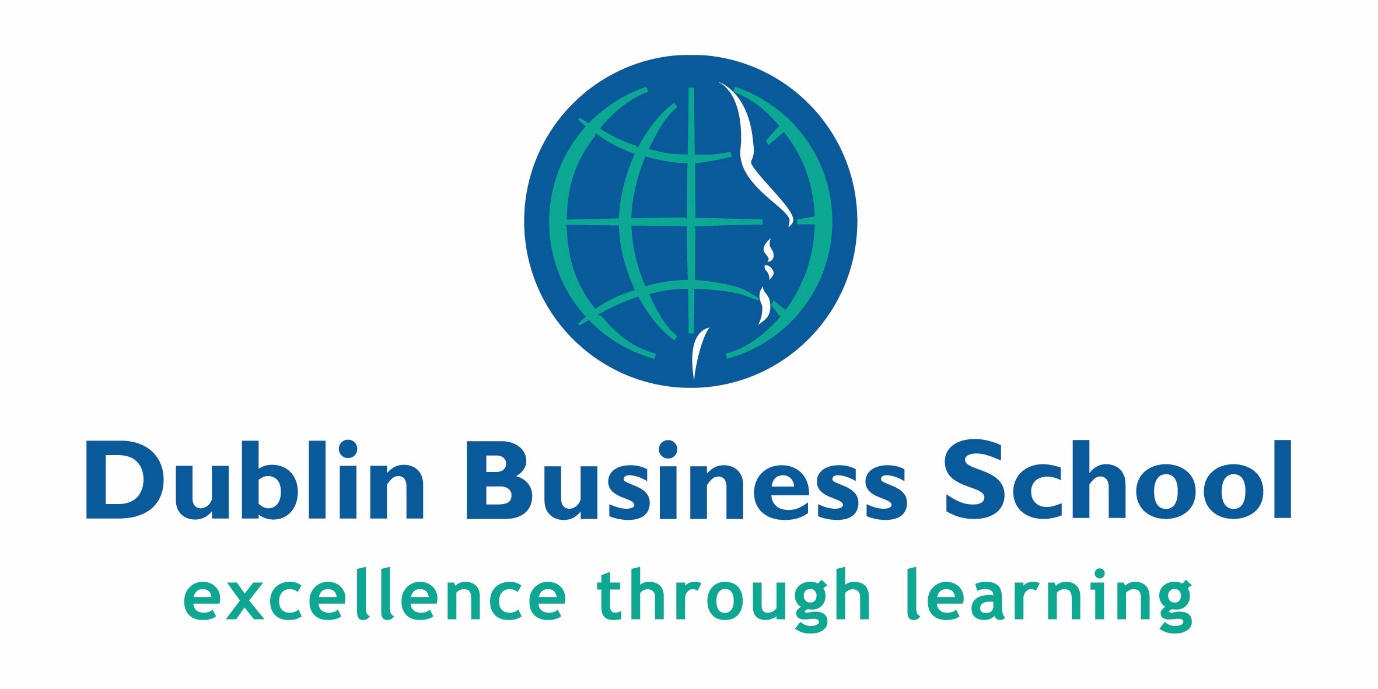 Dublin Business School
excellence through learning